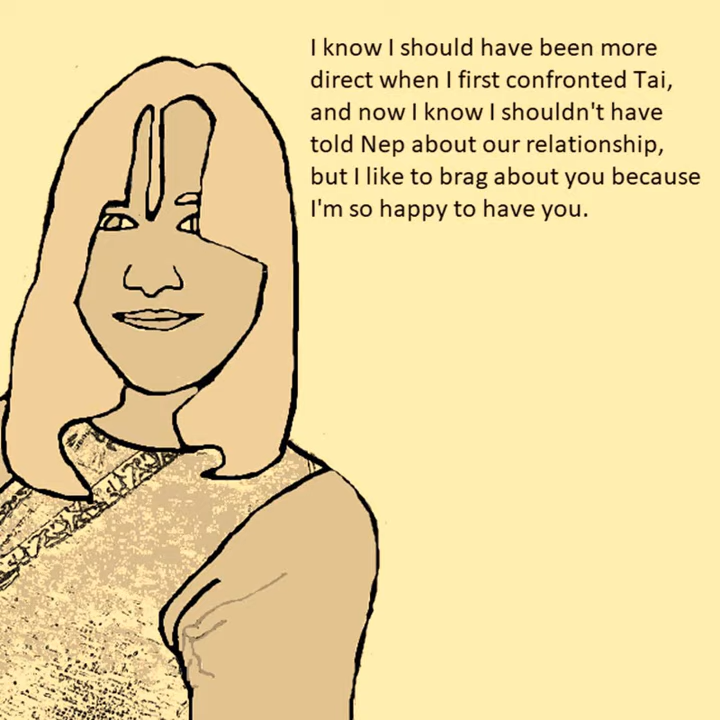 I know I should have been more
direct when I first confronted Tai,
and now I know I shouldn't have
told Nep about our relationship,
but I like to brag about you because
I'm so happy to have you.